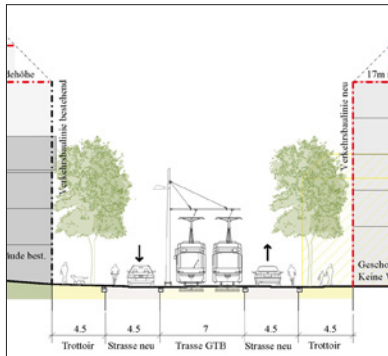 dehöhe
17m
Verkehrsbaulinie bestehend
Verkehrsbaulinie neu
äude best.
Gescho
Keine
4.5 4.5 7 4.5 4.5
Trottoir Strasse neu Trasse GTB Strasse neu Trottoir